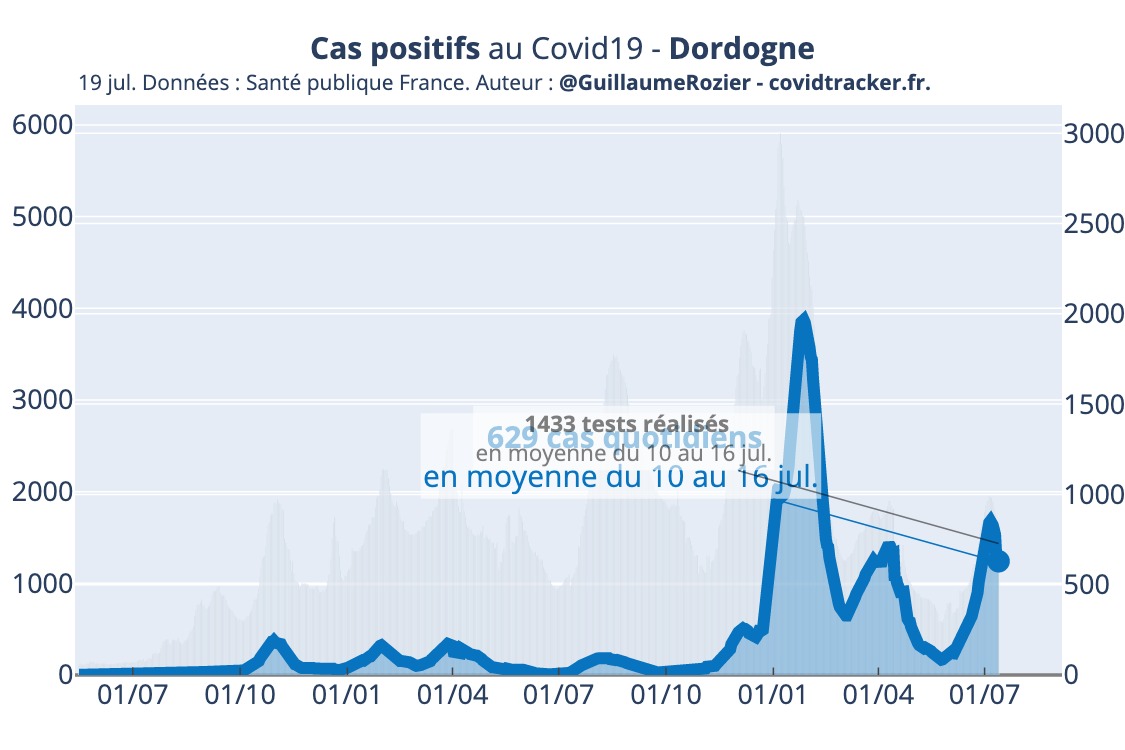 Cas positifs au Covid19 - Dordogne
19 jul. Données : Santé publique France. Auteur : @GuillaumeRozier - covidtracker.fr.
6000
5000
4000
3000
2000
1000
0
3000
2500
2000
1500
1000
500
0
1433 tests réalisés
en moyenne du 10 au 16 jul.
629 cas quotidiens
en moyenne du 10 au 16 jul.
01/07 01/10 01/01 01/04 01/07 01/10 01/01 01/04 01/07